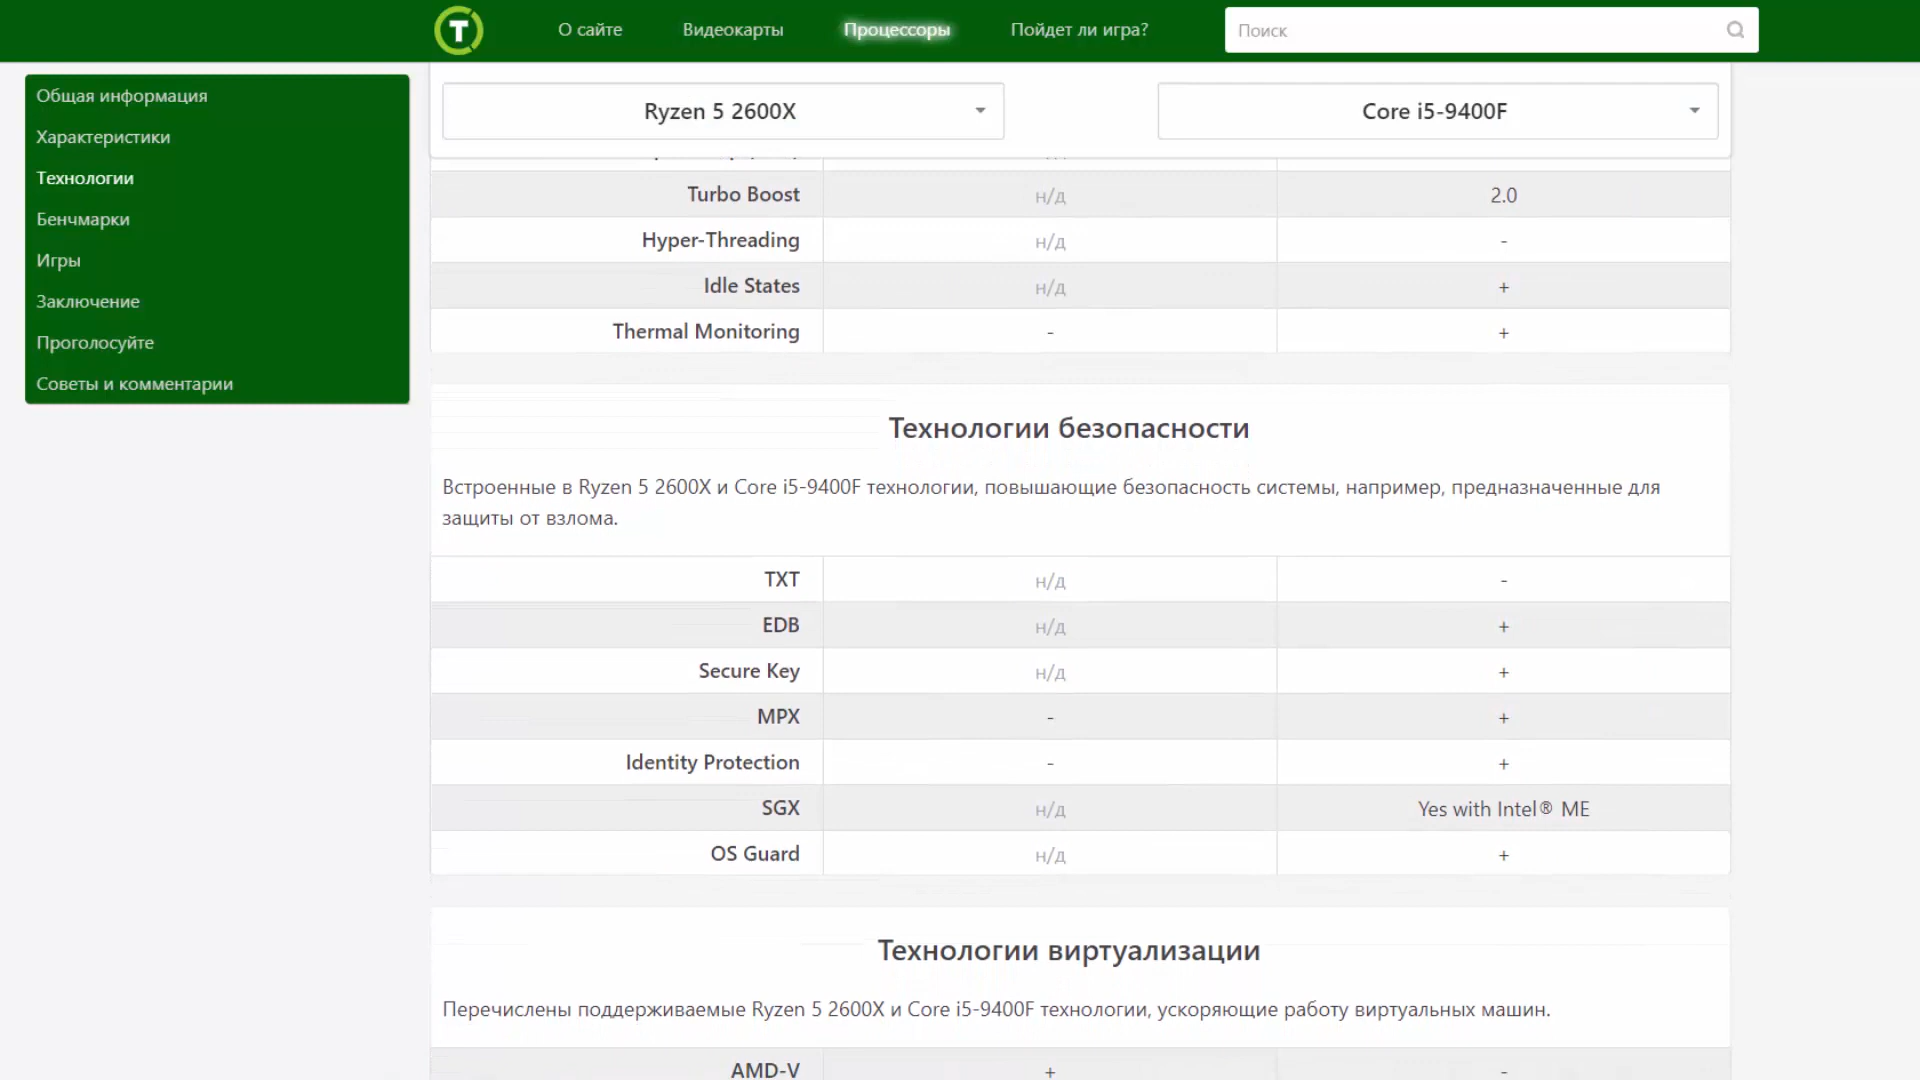 T
О сайте
Видеокарты
Процессоры
Пойдет ли игра?
Поиск
Общая информация
Характеристики
Технологии
Бенчмарки
Игры
Заключение
Проголосуйте
Советы и комментарии
Ryzen 5 2600X
Core i5-9400F
Turbo Boost н/д 2.0
Hyper-Threading н/д -
Idle States н/д +
Thermal Monitoring - +
Технологии безопасности
Встроенные в Ryzen 5 2600X и Core i5-9400F технологии, повышающие безопасность системы, например, предназначенные для
защиты от взлома.
TXT н/д -
EDB н/д +
Secure Key н/д +
MPX - +
Identity Protection - +
SGX н/д Yes with Intel® ME
OS Guard н/д +
Технологии виртуализации
Перечислены поддерживаемые Ryzen 5 2600X и Core i5-9400F технологии, ускоряющие работу виртуальных машин.
AMD-V + -